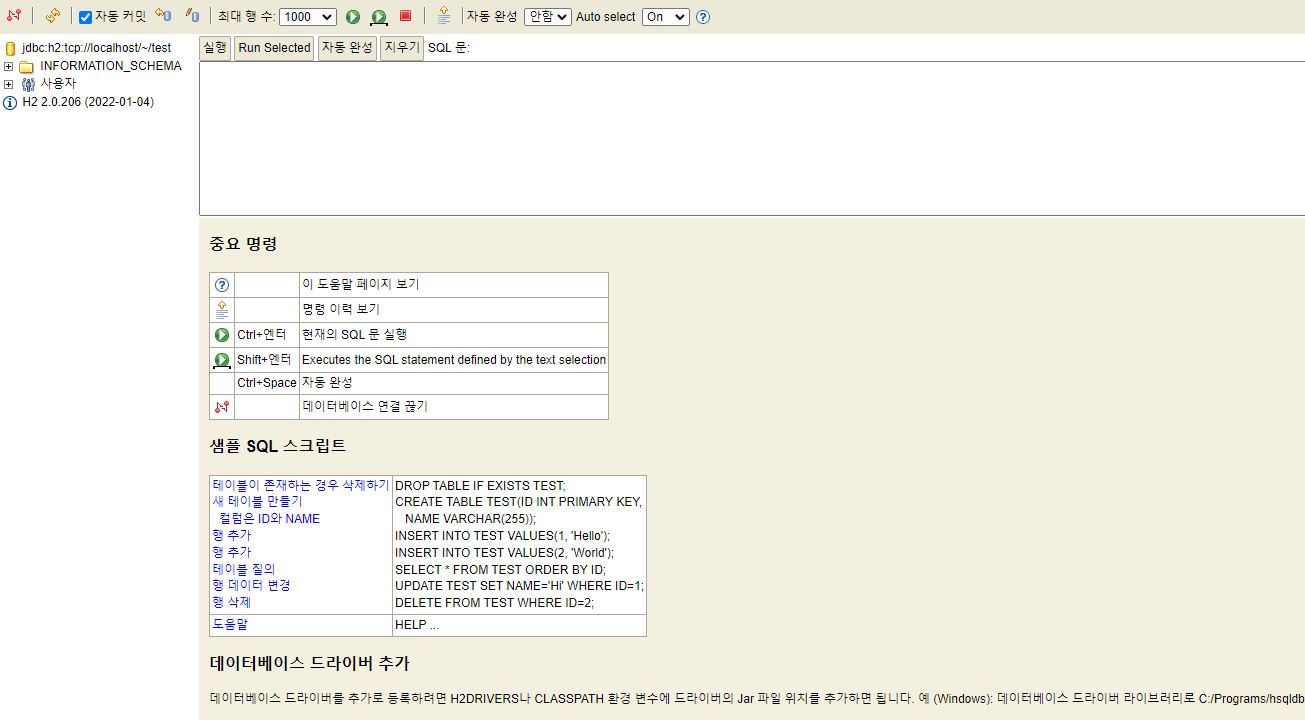 자동 커밋 최대 행 수: 1000 자동 완성 안함 Auto select On
jdbc:h2:tcp://localhost/~/test
INFORMATION_SCHEMA
사용자
H2 2.0.206 (2022-01-04)
실행 Run Selected 자동 완성 지우기 SQL 문:
중요 명령
이 도움말 페이지 보기
명령 이력 보기
Ctrl+엔터 현재의 SQL 문 실행
Shift+엔터 Executes the SQL statement defined by the text selection
Ctrl+Space 자동 완성
데이터베이스 연결 끊기
샘플 SQL 스크립트
테이블이 존재하는 경우 삭제하기 DROP TABLE IF EXISTS TEST;
새 테이블 만들기 CREATE TABLE TEST(ID INT PRIMARY KEY,
컬럼은 ID와 NAME NAME VARCHAR(255));
행 추가 INSERT INTO TEST VALUES(1, 'Hello');
행 추가 INSERT INTO TEST VALUES(2, 'World');
테이블 질의 SELECT * FROM TEST ORDER BY ID;
행 데이터 변경 UPDATE TEST SET NAME='Hi' WHERE ID=1;
행 삭제 DELETE FROM TEST WHERE ID=2;
도움말 HELP ...
데이터베이스 드라이버 추가
데이터베이스 드라이버를 추가로 등록하려면 H2DRIVERS나 CLASSPATH 환경 변수에 드라이버의 Jar 파일 위치를 추가하면 됩니다. 예 (Windows): 데이터베이스 드라이버 라이브러리로 C:/Programs/hsqldb